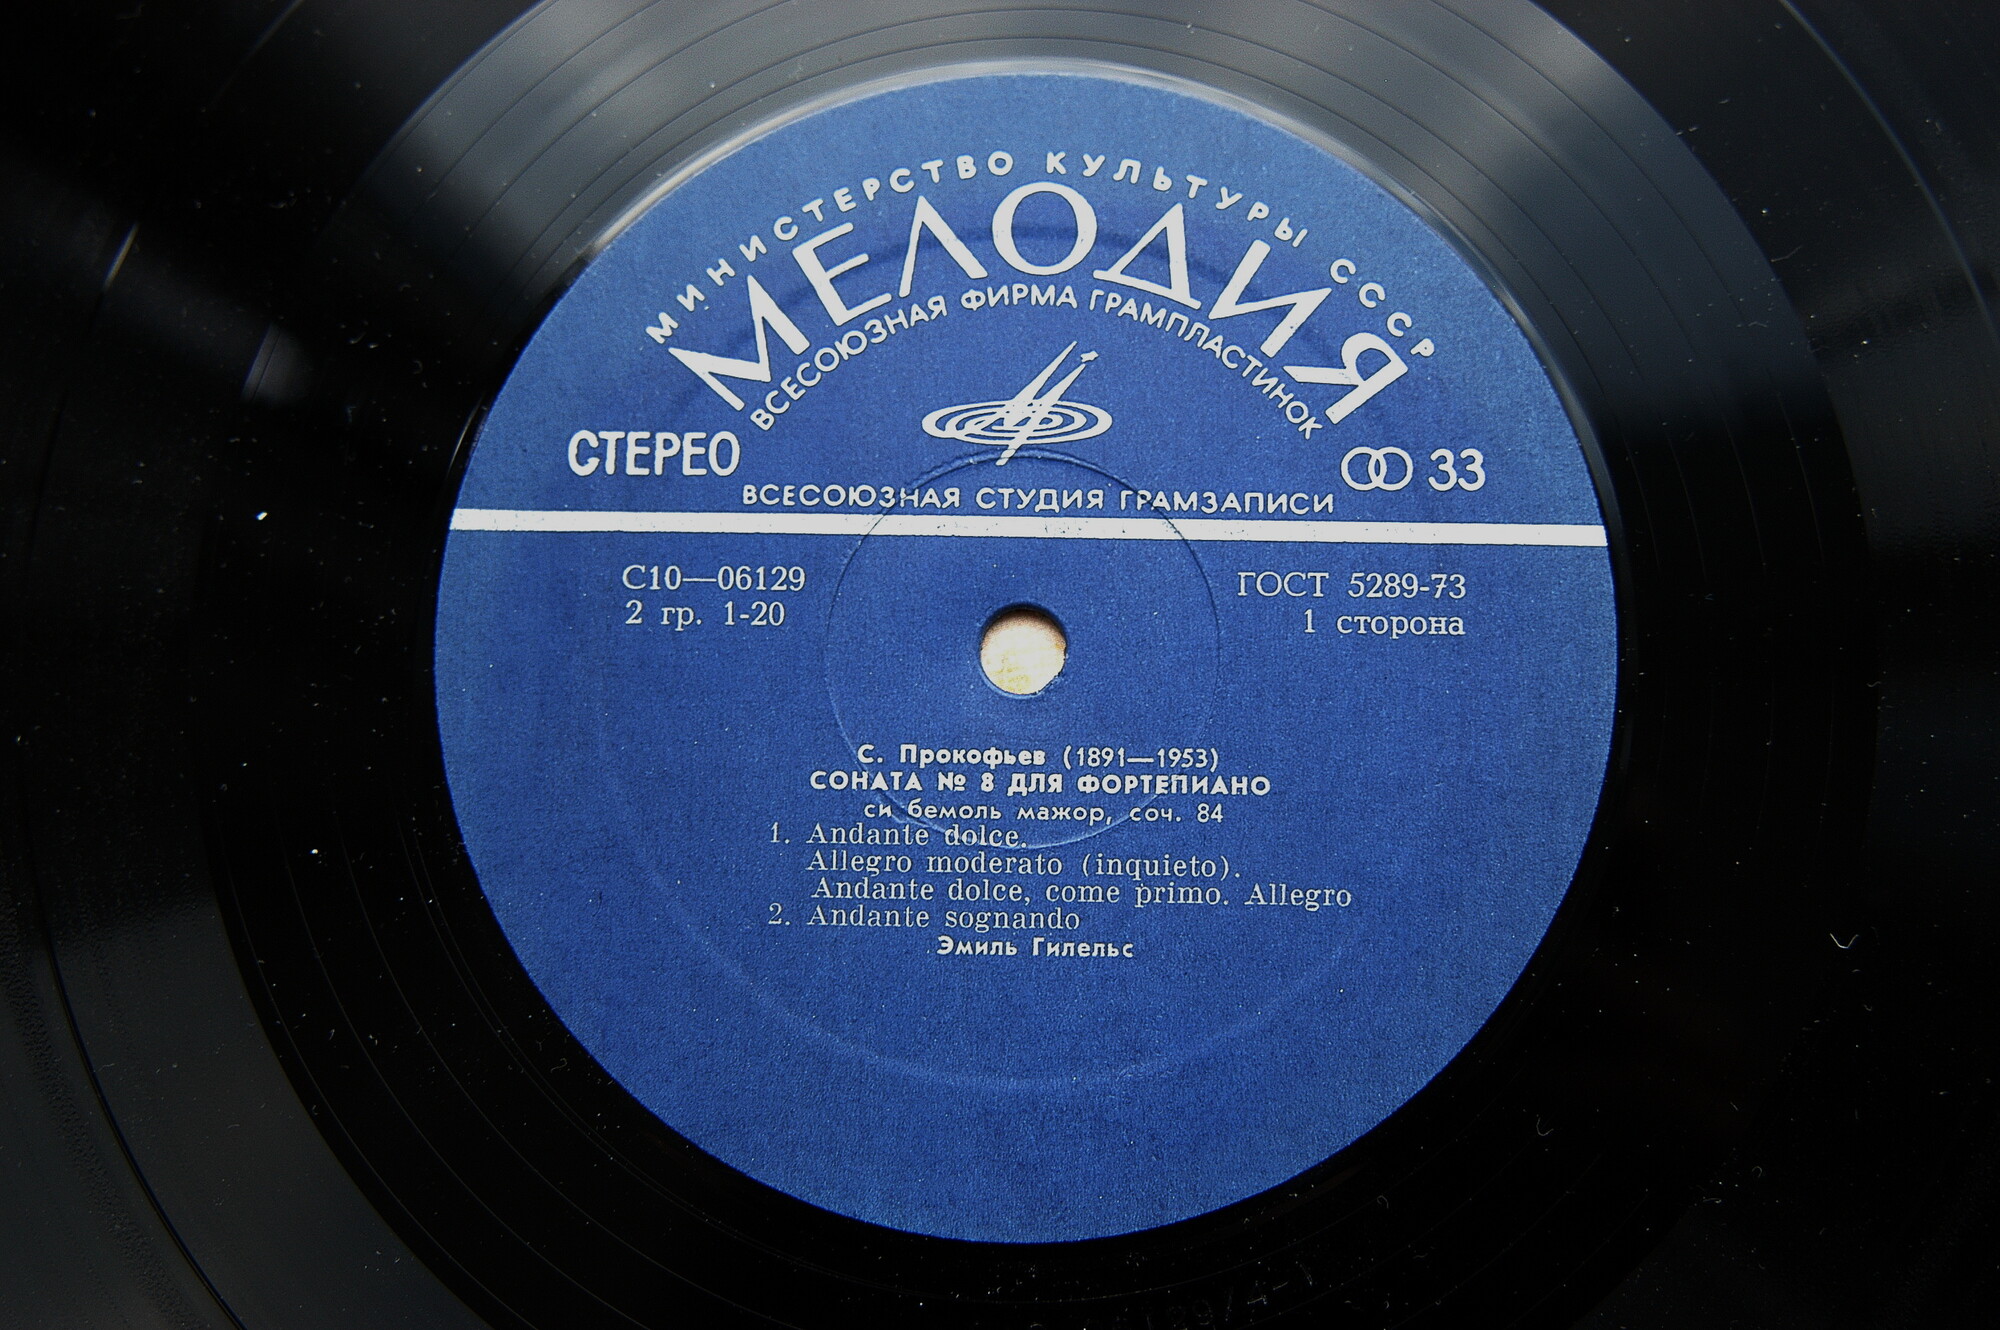 МИНИСТЕРСТВО КУЛЬТУРЫ СССР
МЕЛОДИЯ
ВСЕСОЮЗНАЯ ФИРМА ГРАМПЛАСТИНОК
СТЕРЕО
33
ВСЕСОЮЗНАЯ СТУДИЯ ГРАМЗАПИСИ
С10—06129
ГОСТ 5289-73
2 гр. 1-20
1 сторона
С. Прокофьев (1891—1953)
СОНАТА № 8 ДЛЯ ФОРТЕПИАНО
си бемоль мажор, соч. 84
1. Andante dolce.
Allegro moderato (inquieto).
Andante dolce, come primo. Allegro
2. Andante sognando
Эмиль Гилельс